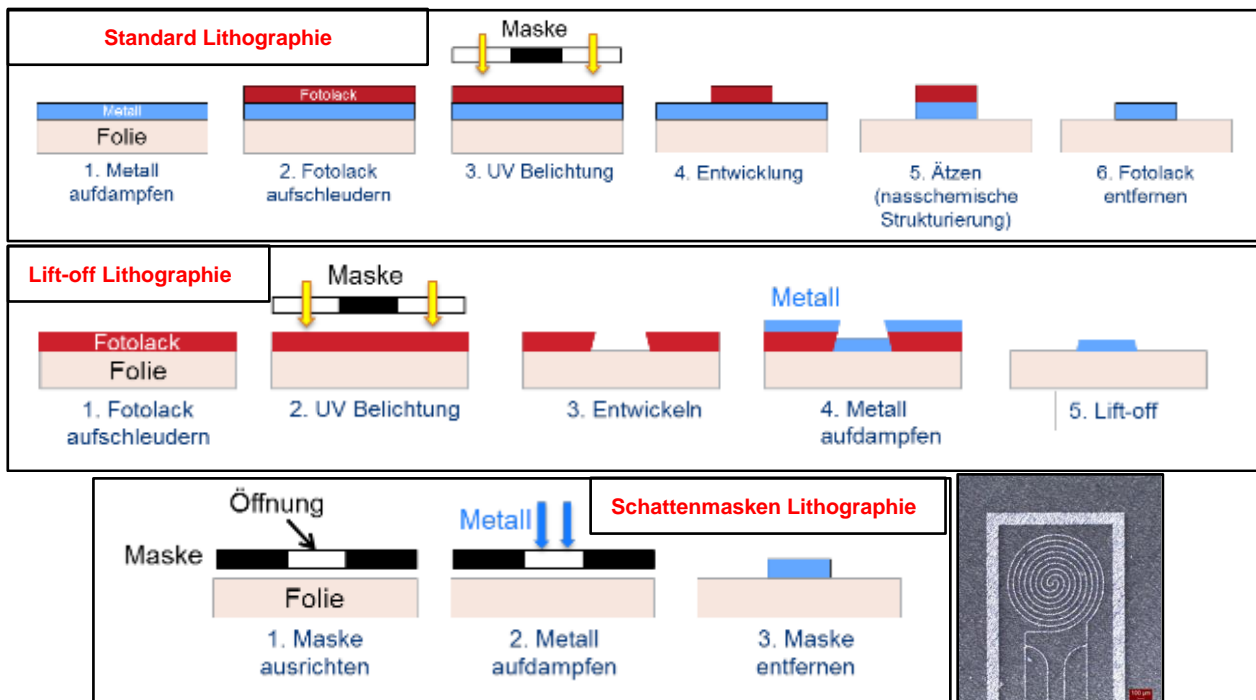 Standard Lithographie
Maske
Fotolack
Metall
Folie
1. Metall
aufdampfen
2. Fotolack
aufschleudern
3. UV Belichtung
4. Entwicklung
5. Ätzen
(nasschemische
Strukturierung)
6. Fotolack
entfernen
Lift-off Lithographie
Maske
Metall
Fotolack
Folie
1. Fotolack
aufschleudern
2. UV Belichtung
3. Entwickeln
4. Metall
aufdampfen
5. Lift-off
Schattenmasken Lithographie
Öffnung
Metall
Maske
Folie
1. Maske
ausrichten
2. Metall
aufdampfen
3. Maske
entfernen
100 µm